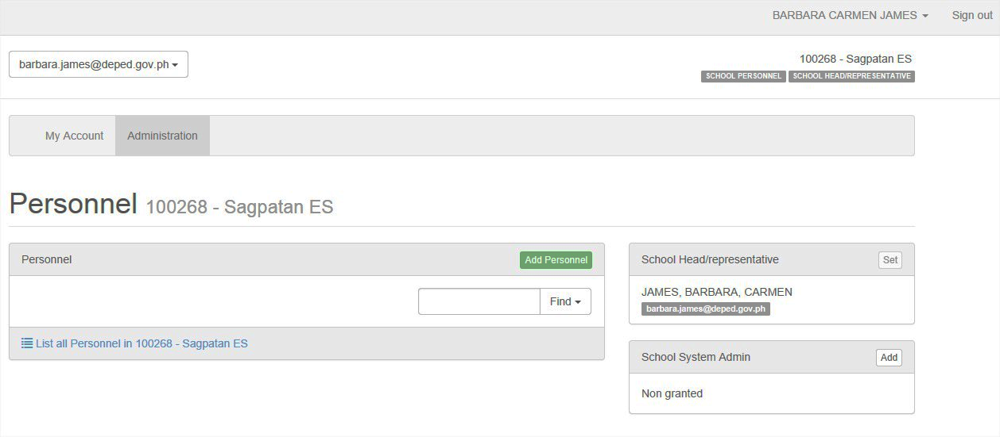 BARBARA CARMEN JAMES Sign out
barbara.james@deped.gov.ph
100268 - Sagpatan ES
SCHOOL PERSONNEL SCHOOL HEAD/REPRESENTATIVE
My Account Administration
Personnel 100268 - Sagpatan ES
Personnel Add Personnel
Find
List all Personnel in 100268 - Sagpatan ES
School Head/representative Set
JAMES, BARBARA, CARMEN
barbara.james@deped.gov.ph
School System Admin Add
Non granted